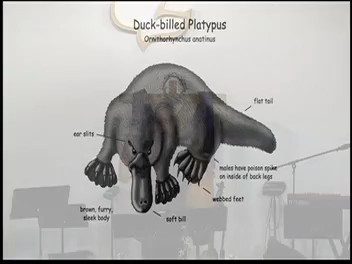 Duck-billed Platypus
Ornithorhynchus anatinus
flat tail
ear slits
males have poison spike
on inside of back legs
webbed feet
brown, furry,
sleek body
soft bill